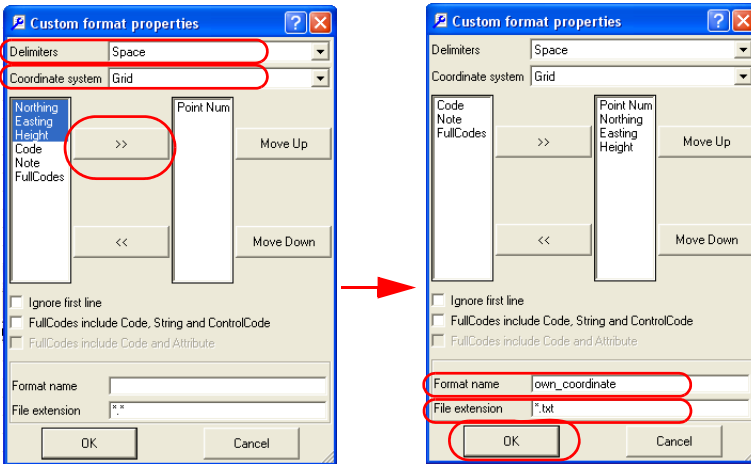 Custom format properties
Delimiters Space
Coordinate system Grid
Northing
Easting
Height
Code
Note
FullCodes
>>
<<
Point Num
Move Up
Move Down
Ignore first line
FullCodes include Code, String and ControlCode
FullCodes include Code and Attribute
Format name
File extension *.*
OK Cancel
Custom format properties
Delimiters Space
Coordinate system Grid
Code
Note
FullCodes
>>
<<
Point Num
Northing
Easting
Height
Move Up
Move Down
Ignore first line
FullCodes include Code, String and ControlCode
FullCodes include Code and Attribute
Format name own_coordinate
File extension *.txt
OK Cancel